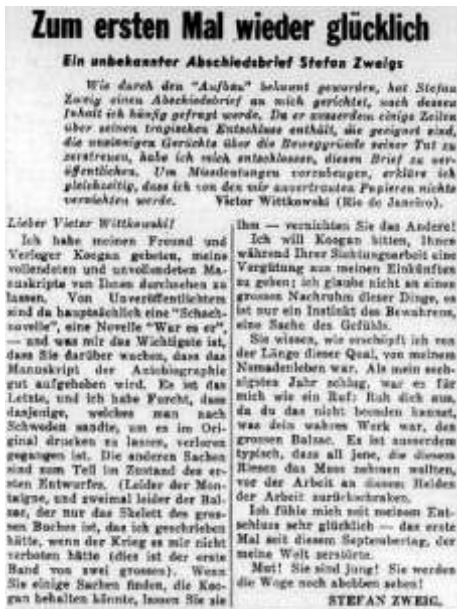 Zum ersten Mal wieder glücklich
Ein unbekannter Abschiedsbrief Stefan Zweigs
Wie durch den "Aufbau" bekannt geworden, hat Stefan
Zweig einen Abschiedsbrief an mich gerichtet, nach dessen
Inhalt ich häufig gefragt werde. Da er ausserdem einige Zeilen
über seinen tragischen Entschluss enthält, die geeignet sind,
die unsinnigen Gerüchte über die Beweggründe seiner Tat zu
zerstreuen, habe ich mich entschlossen, diesen Brief zu ver-
öffentlichen. Um Missdeutungen vorzubeugen, erkläre ich
gleichzeitig, dass ich von den mir anvertrauten Papieren nichts
vernichten werde. Victor Wittkowski (Rio de Janeiro).
Lieber Victor Wittkowski!
Ich habe meinen Freund und
Verleger Koogan gebeten, meine
vollendeten und unvollendeten Ma-
nuskripte von Ihnen durchsehen zu
lassen. Von Unveröffentlichtem
sind da hauptsächlich eine "Schach-
novelle", eine Novelle "War es er",
— und was mir das Wichtigste ist,
dass Sie darüber wachen, dass das
Manuskript der Autobiographie
gut aufgehoben wird. Es ist das
Letzte, und ich habe Furcht, dass
dasjenige, welches man nach
Schweden sandte, um es im Ori-
ginal drucken zu lassen, verloren
gegangen ist. Die anderen Sachen
sind zum Teil im Zustand des ers-
ten Entwurfes. (Leider der Mon-
taigne, und zweimal leider der Bal-
zac, der nur das Skelett des gros-
sen Buches ist, das ich geschrieben
hätte, wenn der Krieg es mir nicht
verboten hätte (dies ist der erste
Band von zwei grossen). Wenn
Sie einige Sachen finden, die Koo-
gan behalten könnte, lassen Sie sie
ihm — vernichten Sie das Andere!
Ich will Koogan bitten, Ihnen
während Ihrer Sichtungsarbeit eine
Vergütung aus meinen Einkünften
zu geben; ich glaube nicht an einen
grossen Nachruhm dieser Dinge, es
ist nur ein Instinkt des Bewahrens,
eine Sache des Gefühls.
Sie wissen, wie erschöpft ich von
der Länge dieser Qual, von meinem
Nomadenleben war. Als mein sech-
zigstes Jahr schlug, war es für
mich wie ein Ruf: Ruh dich aus,
da du das nicht beenden kannst,
was dein wahres Werk war, den
grossen Balzac. Es ist ausserdem
typisch, dass all jene, die diesem
Riesen das Mass nehmen wollten,
vor der Arbeit an diesem Helden
der Arbeit zurückschraken.
Ich fühle mich seit meinem Ent-
schluss sehr glücklich — das erste
Mal seit diesem Septembertag, der
meine Welt zerstörte.
Mut! Sie sind jung! Sie werden
die Woge noch abebben sehen!
STEFAN ZWEIG.